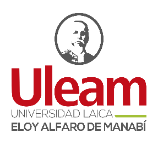 Uleam
UNIVERSIDAD LAICA
ELOY ALFARO DE MANABÍ